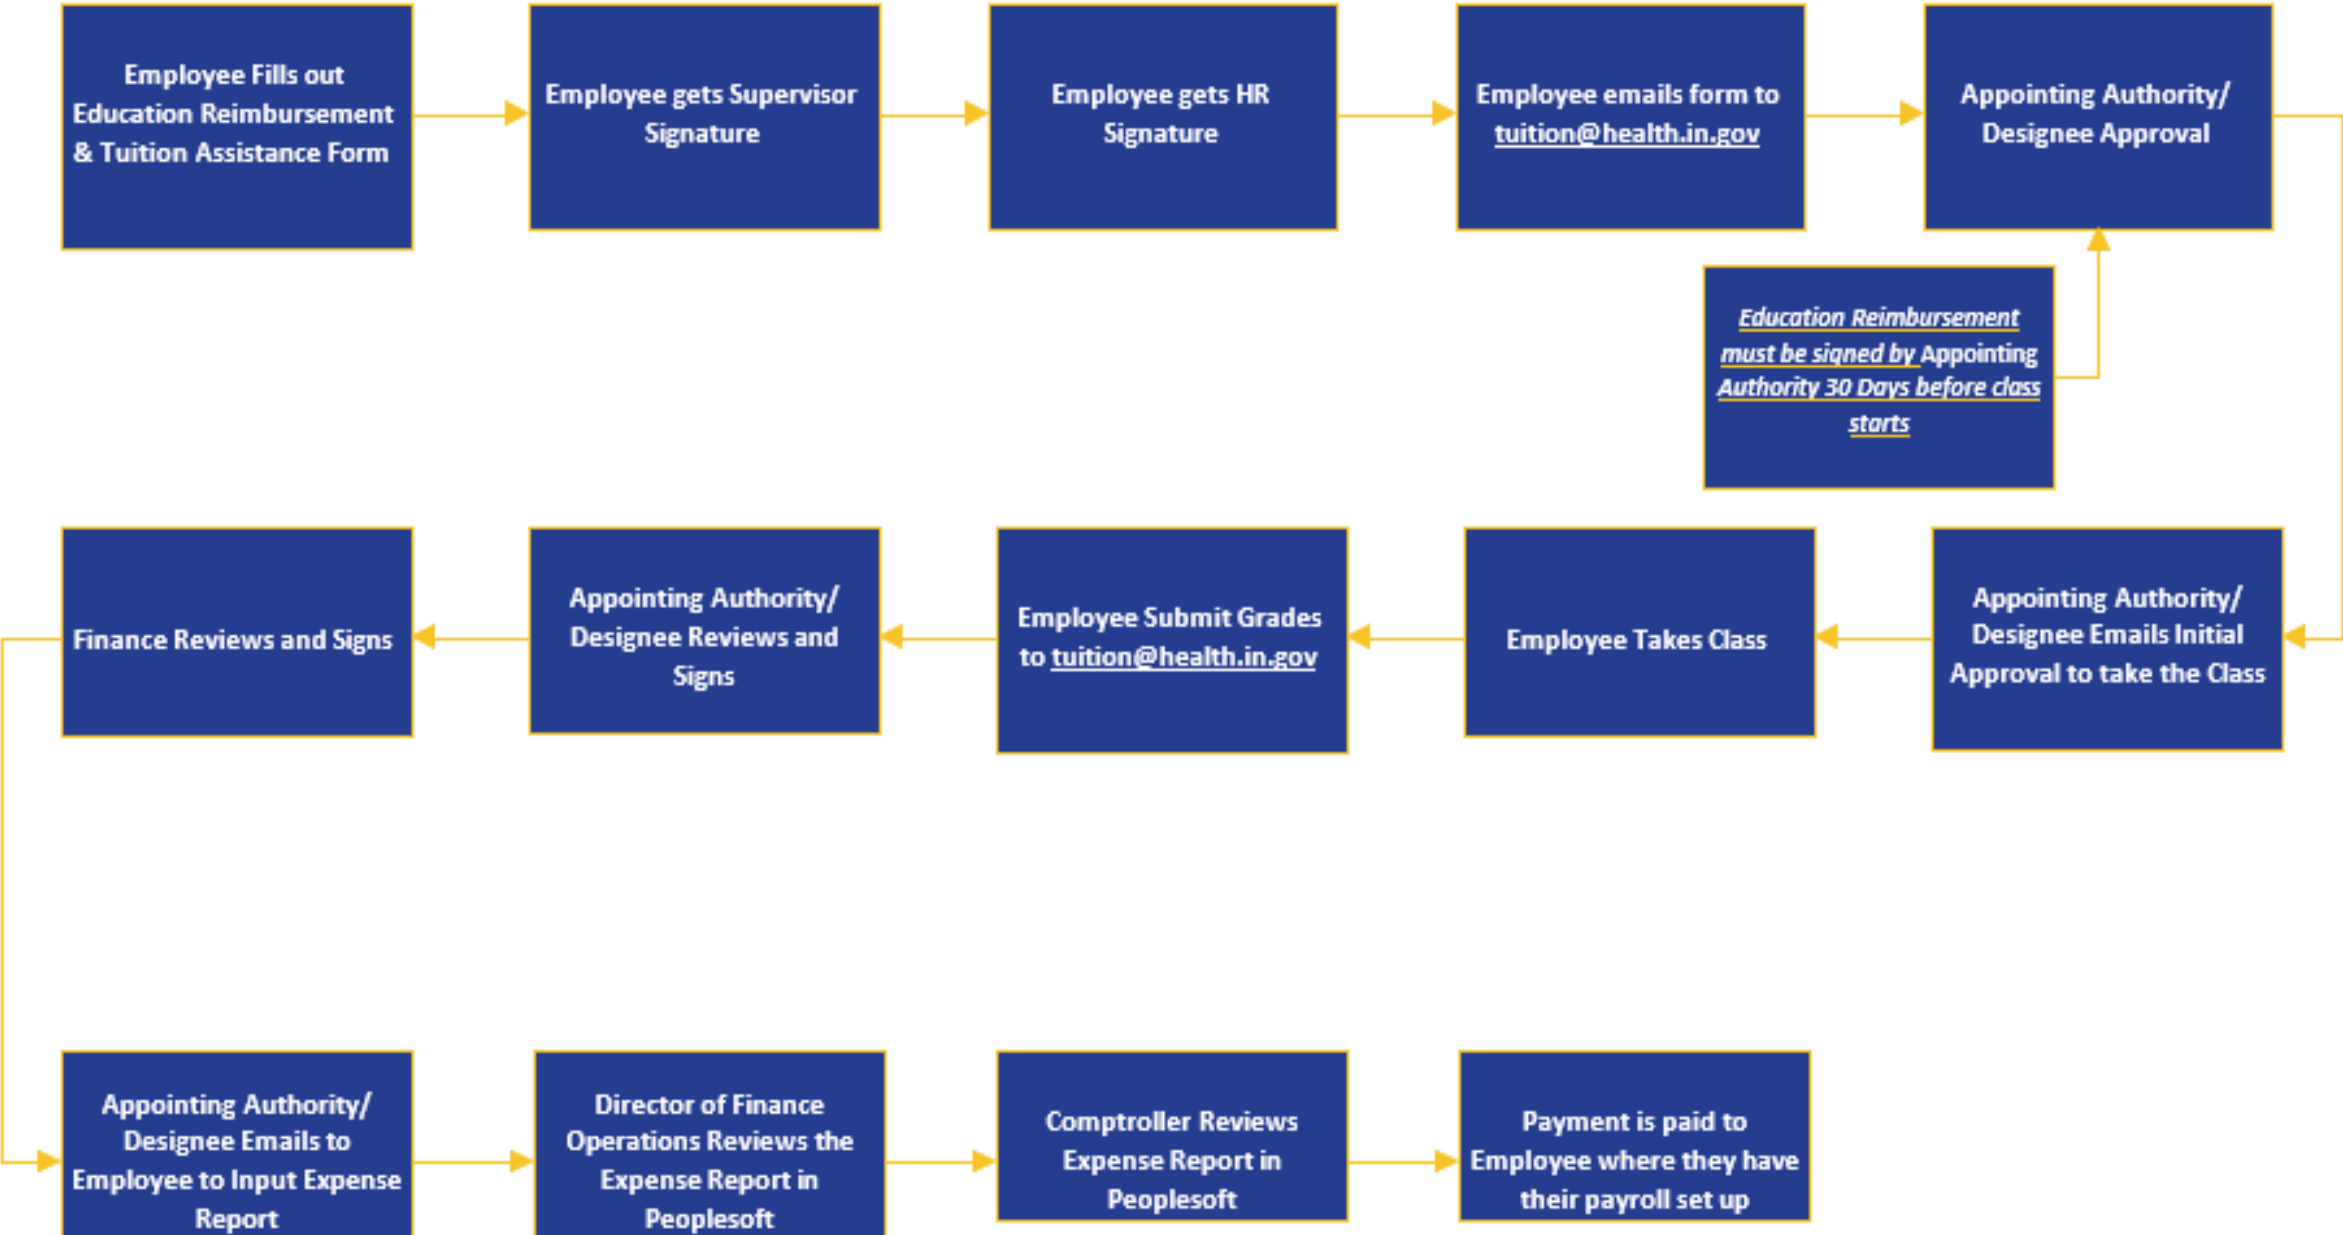 Employee Fills out
Education Reimbursement
& Tuition Assistance Form
Employee gets Supervisor
Signature
Employee gets HR
Signature
Employee emails form to
tuition@health.in.gov
Appointing Authority/
Designee Approval
Education Reimbursement
must be signed by Appointing
Authority 30 Days before class
starts
Appointing Authority/
Designee Emails Initial
Approval to take the Class
Employee Takes Class
Employee Submit Grades
to tuition@health.in.gov
Appointing Authority/
Designee Reviews and
Signs
Finance Reviews and Signs
Appointing Authority/
Designee Emails to
Employee to Input Expense
Report
Director of Finance
Operations Reviews the
Expense Report in
Peoplesoft
Comptroller Reviews
Expense Report in
Peoplesoft
Payment is paid to
Employee where they have
their payroll set up